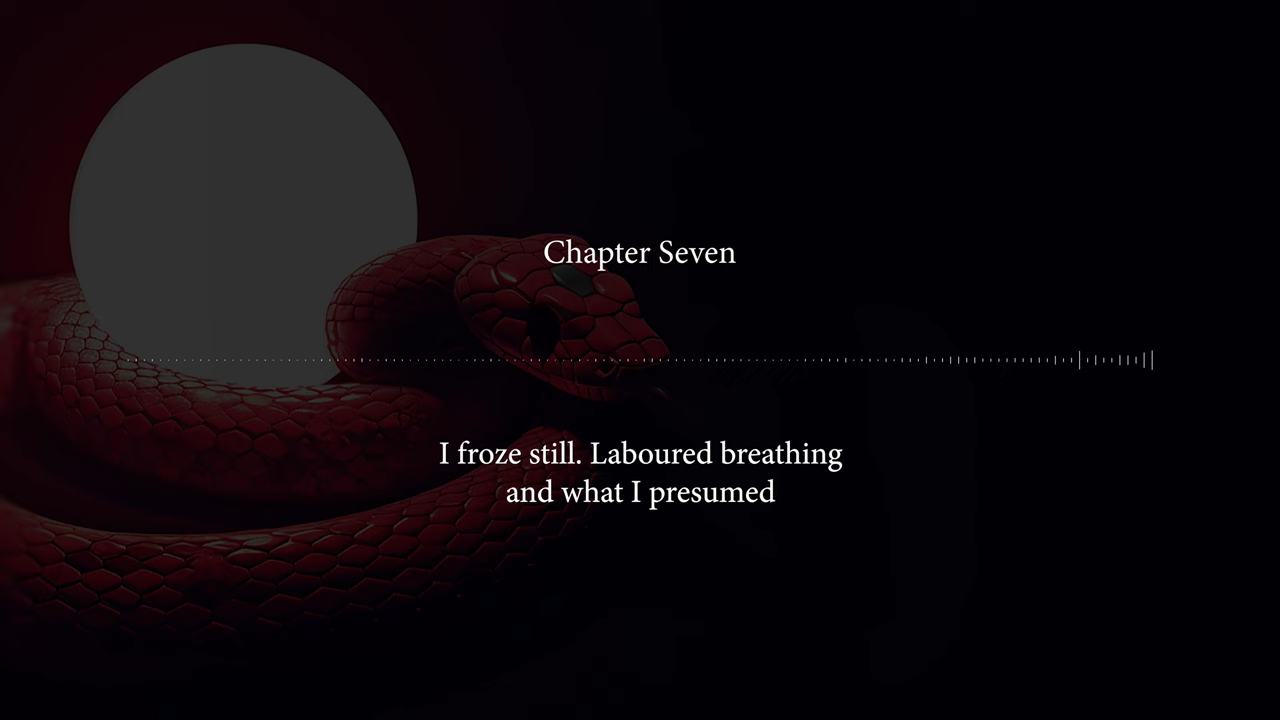 Chapter Seven
I froze still. Laboured breathing
and what I presumed